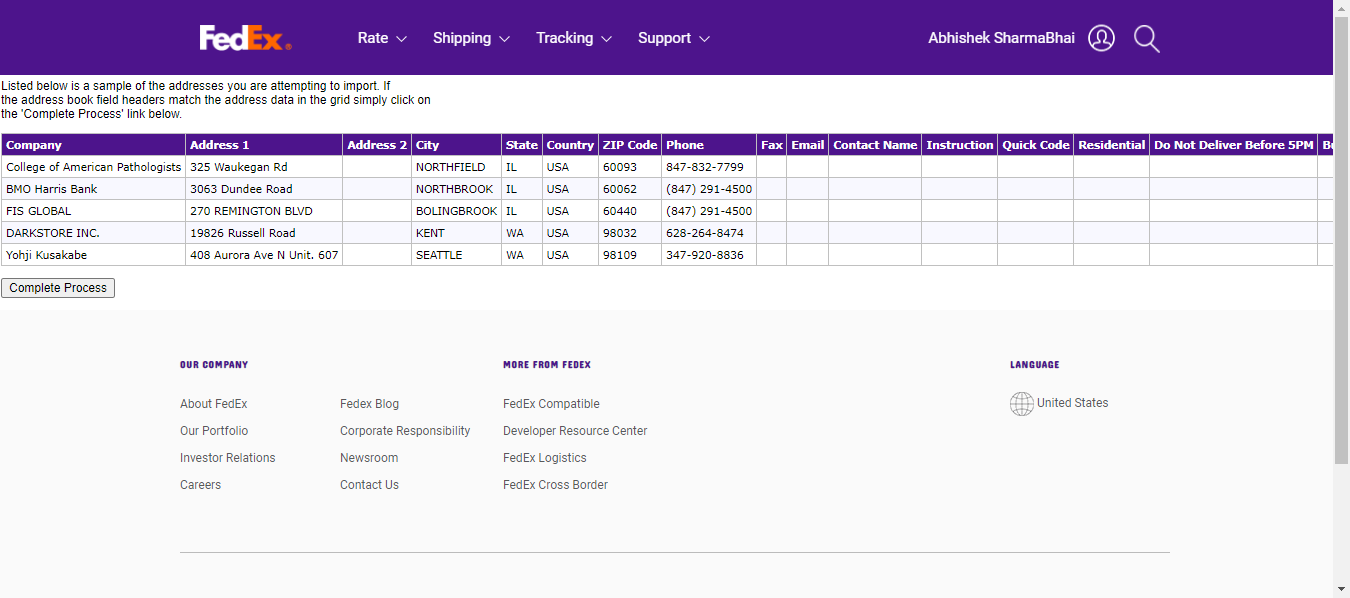 FedEx®
Rate Shipping Tracking Support Abhishek SharmaBhai
Listed below is a sample of the addresses you are attempting to import. If
the address book field headers match the address data in the grid simply click on
the 'Complete Process' link below.
Company Address 1 Address 2 City State Country ZIP Code Phone Fax Email Contact Name Instruction Quick Code Residential Do Not Deliver Before 5PM
College of American Pathologists 325 Waukegan Rd NORTHFIELD IL USA 60093 847-832-7799
BMO Harris Bank 3063 Dundee Road NORTHBROOK IL USA 60062 (847) 291-4500
FIS GLOBAL 270 REMINGTON BLVD BOLINGBROOK IL USA 60440 (847) 291-4500
DARKSTORE INC. 19826 Russell Road KENT WA USA 98032 628-264-8474
Yohji Kusakabe 408 Aurora Ave N Unit. 607 SEATTLE WA USA 98109 347-920-8836
Complete Process
OUR COMPANY MORE FROM FEDEX LANGUAGE
About FedEx Fedex Blog FedEx Compatible United States
Our Portfolio Corporate Responsibility Developer Resource Center
Investor Relations Newsroom FedEx Logistics
Careers Contact Us FedEx Cross Border